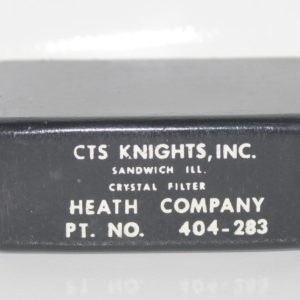 CTS KNIGHTS, INC.
SANDWICH ILL.
CRYSTAL FILTER
HEATH COMPANY
PT. NO. 404-283